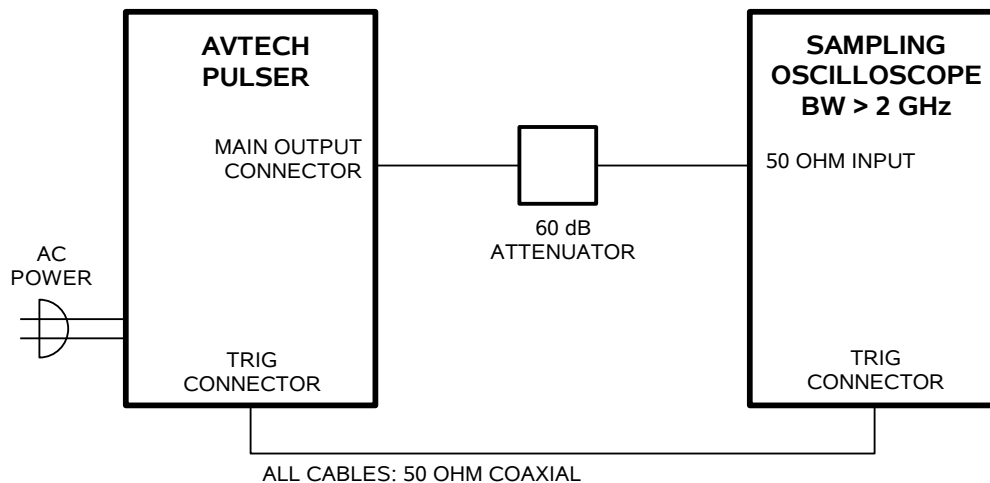 AVTECH
PULSER
SAMPLING
OSCILLOSCOPE
BW > 2 GHz
MAIN OUTPUT
CONNECTOR
50 OHM INPUT
60 dB
ATTENUATOR
AC
POWER
TRIG
CONNECTOR
TRIG
CONNECTOR
ALL CABLES: 50 OHM COAXIAL